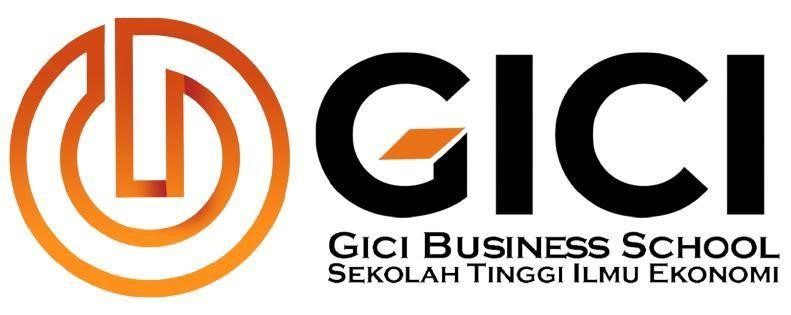 GICI
GICI BUSINESS SCHOOL
SEKOLAH TINGGI ILMU EKONOMI